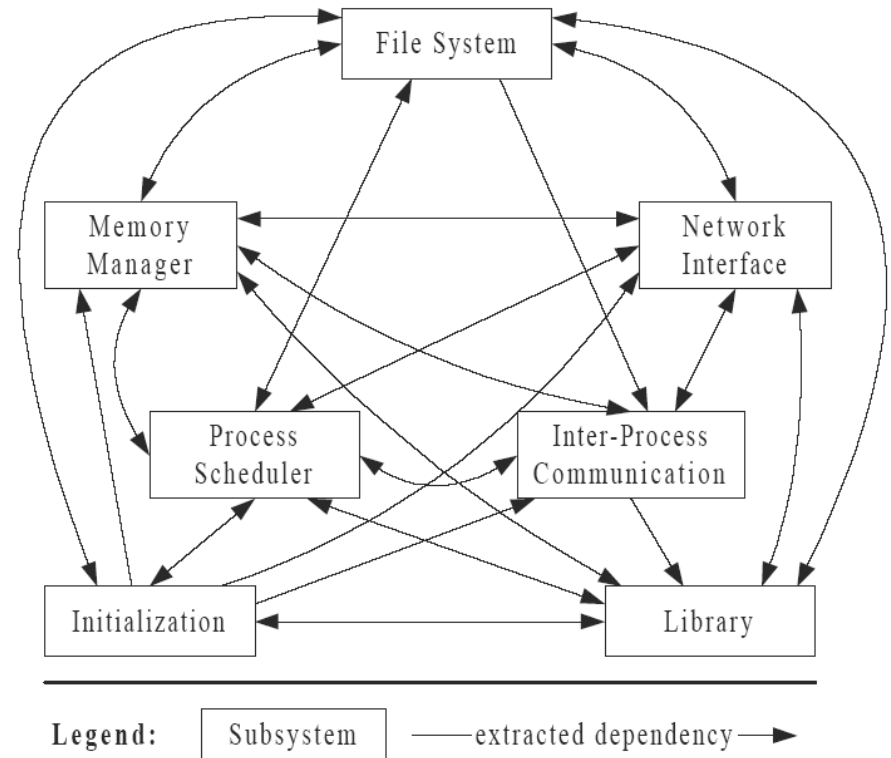 File System
Memory
Manager
Network
Interface
Process
Scheduler
Inter-Process
Communication
Initialization
Library
Legend:
Subsystem
extracted dependency